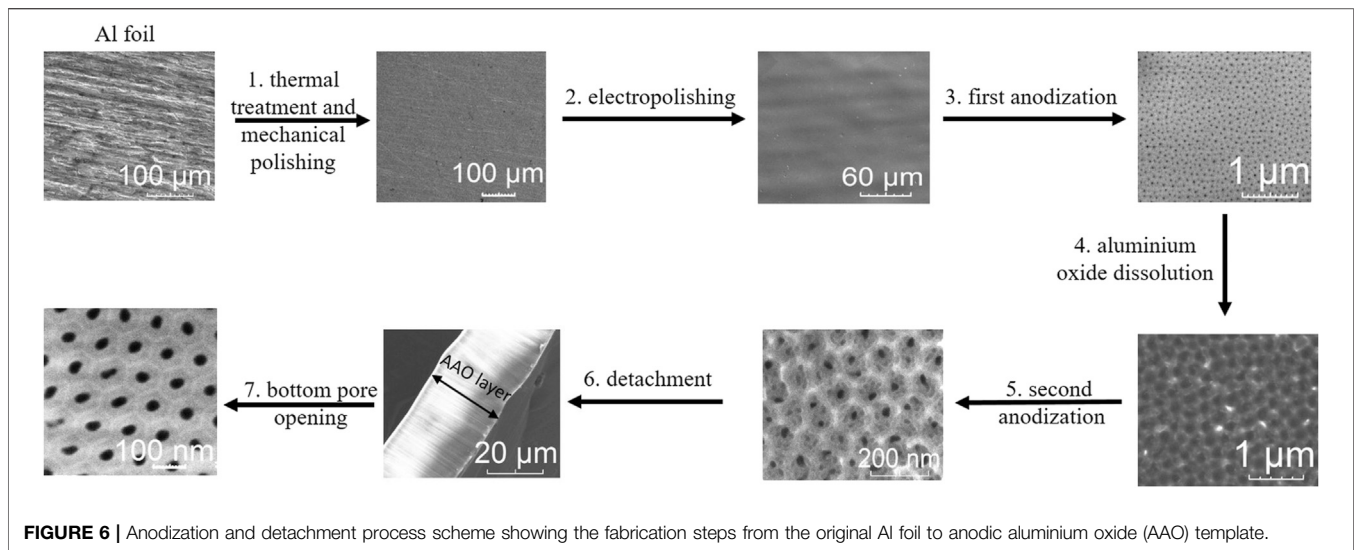 Al foil
1. thermal
treatment and
mechanical
polishing
2. electropolishing
3. first anodization
100 µm
100 µm
60 µm
1 µm
4. aluminium
oxide dissolution
7. bottom pore
opening
AAO layer
6. detachment
5. second
anodization
100 nm
20 µm
200 nm
1 µm
FIGURE 6 | Anodization and detachment process scheme showing the fabrication steps from the original Al foil to anodic aluminium oxide (AAO) template.